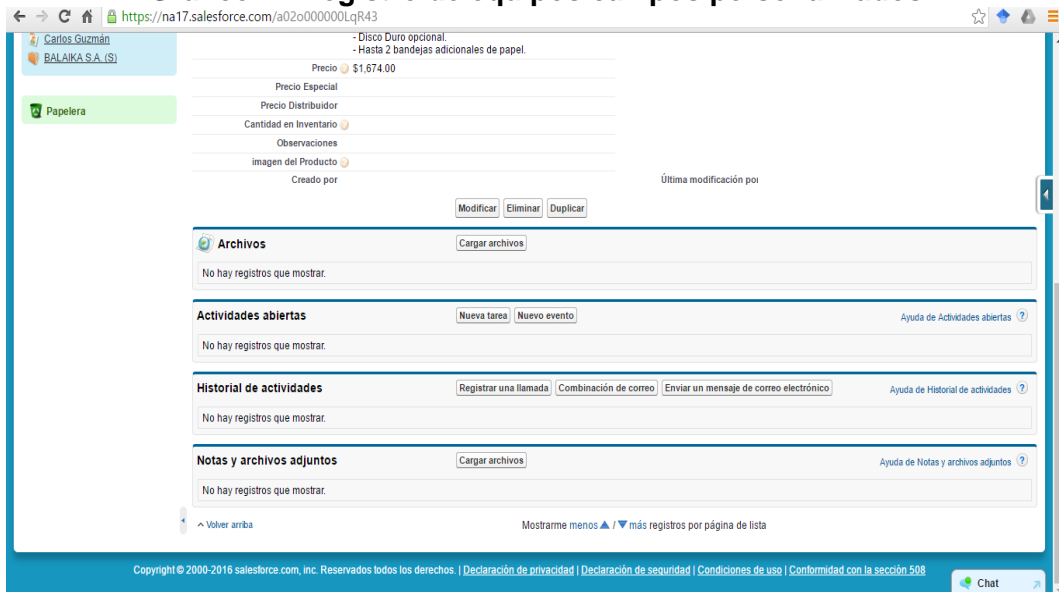 registro de equipos campos personalizados
https://na17.salesforce.com/a02o000000LqR43
Carlos Guzmán
BALAIKA S.A. (S)
Papelera
- Disco Duro opcional.
- Hasta 2 bandejas adicionales de papel.
Precio $1,674.00
Precio Especial
Precio Distribuidor
Cantidad en Inventario
Observaciones
imagen del Producto
Creado por Última modificación por
Modificar Eliminar Duplicar
Archivos Cargar archivos
No hay registros que mostrar.
Actividades abiertas Nueva tarea Nuevo evento Ayuda de Actividades abiertas ?
No hay registros que mostrar.
Historial de actividades Registrar una llamada Combinación de correo Enviar un mensaje de correo electrónico Ayuda de Historial de actividades ?
No hay registros que mostrar.
Notas y archivos adjuntos Cargar archivos Ayuda de Notas y archivos adjuntos ?
No hay registros que mostrar.
^ Volver arriba Mostrarme menos ▲ / ▼ más registros por página de lista
Copyright © 2000-2016 salesforce.com, inc. Reservados todos los derechos. | Declaración de privacidad | Declaración de seguridad | Condiciones de uso | Conformidad con la sección 508
Chat